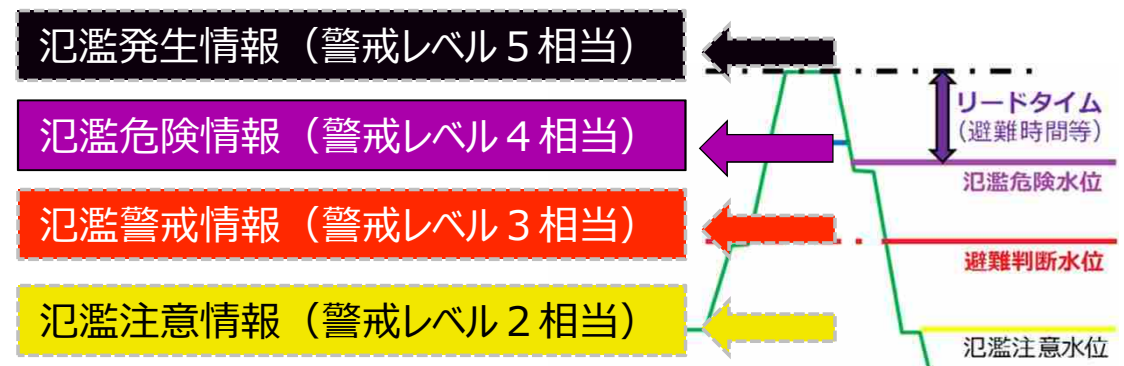 氾濫発生情報（警戒レベル５相当）
氾濫危険情報（警戒レベル４相当）
氾濫警戒情報（警戒レベル３相当）
氾濫注意情報（警戒レベル２相当）
リードタイム
（避難時間等）
氾濫危険水位
避難判断水位
氾濫注意水位